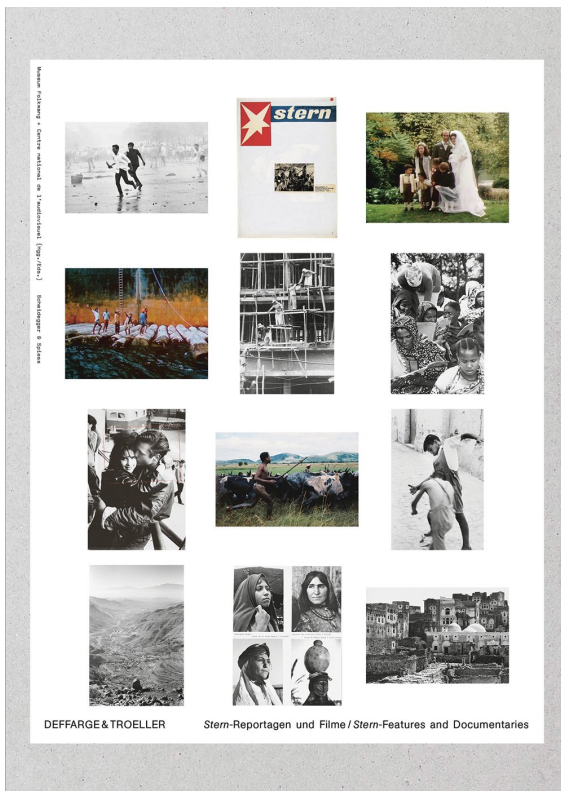 Museum Folkwang + Centre national de l'audiovisuel (Hgg./Eds.) Scheidegger & Spiess
stern
DEFFARGE & TROELLER
Stern-Reportagen und Filme / Stern-Features and Documentaries